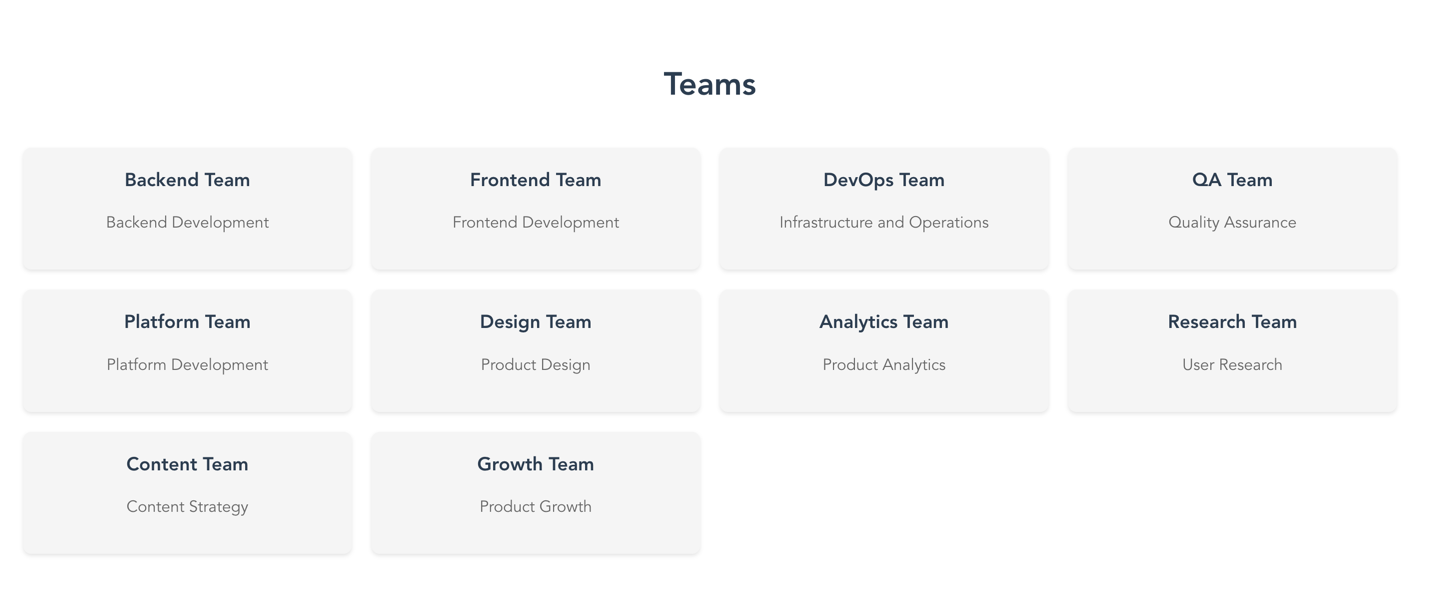 Teams
Backend Team
Backend Development
Frontend Team
Frontend Development
DevOps Team
Infrastructure and Operations
QA Team
Quality Assurance
Platform Team
Platform Development
Design Team
Product Design
Analytics Team
Product Analytics
Research Team
User Research
Content Team
Content Strategy
Growth Team
Product Growth